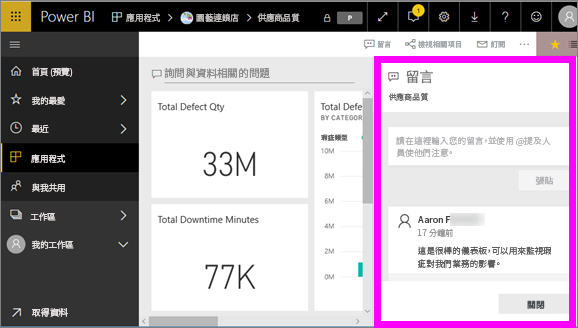 Power BI
應用程式 > 園藝連鎖店 > 供應商品質
P
1
留言
檢視相關項目
訂閱
首頁 (預覽)
我的最愛
最近
應用程式
與我共用
工作區
我的工作區
取得資料
詢問與資料相關的問題
Total Defect Qty
33M
Total Downtime Minutes
77K
Total Defe
BY CATEGOR
瑕疵類型
12M
10M
8M
6M
4M
2M
0M
留言
供應商品質
請在這裡輸入您的留言,並使用 @提及人
員使他們注意。
張貼
Aaron F
17 分鐘前
這是很棒的儀表板,可以用來監視瑕
疵對我們業務的影響。
關閉